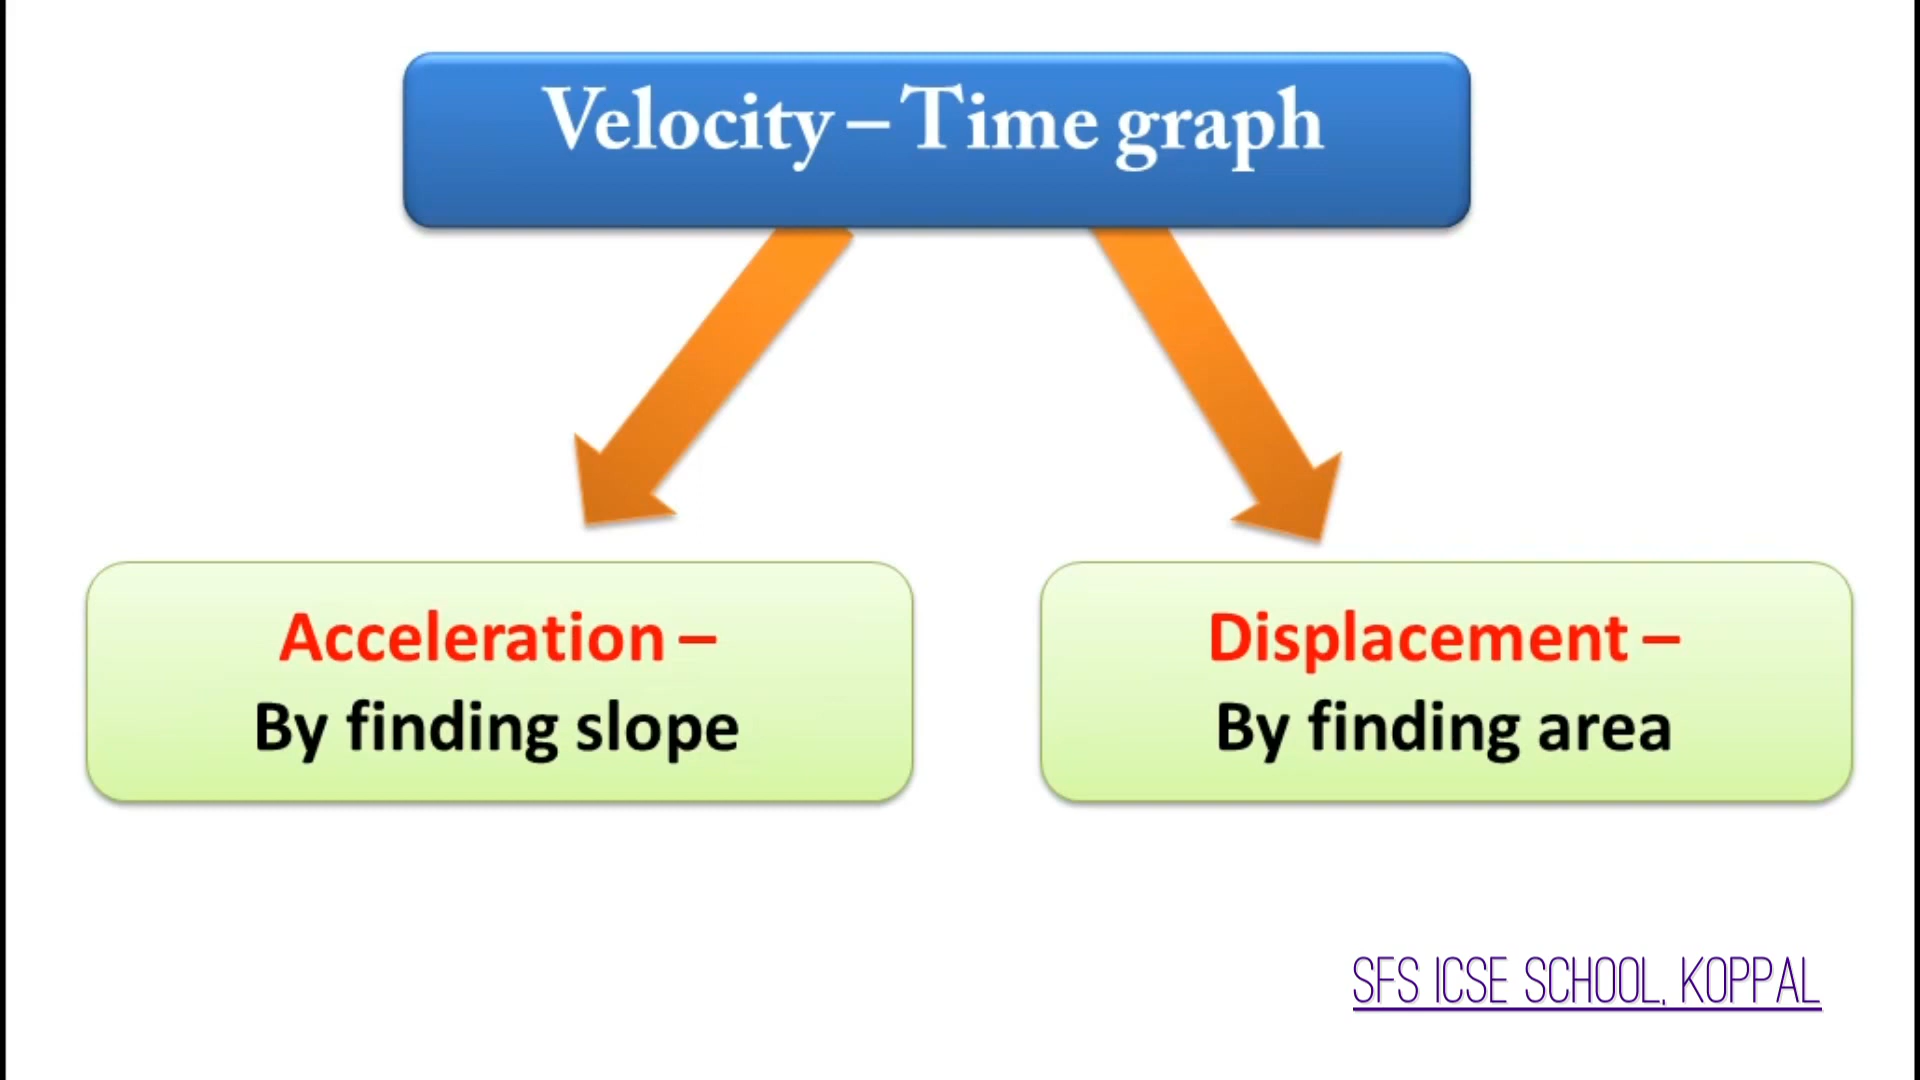 Velocity – Time graph
Acceleration –
By finding slope
Displacement –
By finding area
SFS ICSE SCHOOL, KOPPAL